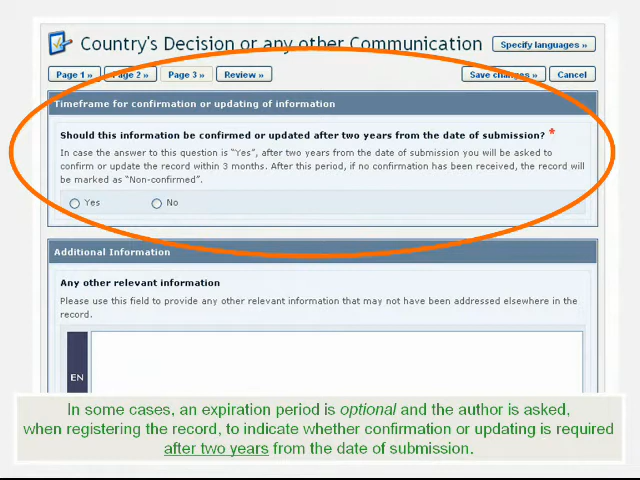 Country's Decision or any other Communication
Specify languages »
Page 1 »
Page 2 »
Page 3 »
Review »
Save changes »
Cancel
Timeframe for confirmation or updating of information
Should this information be confirmed or updated after two years from the date of submission? *
In case the answer to this question is "Yes", after two years from the date of submission you will be asked to
confirm or update the record within 3 months. After this period, if no confirmation has been received, the record will
be marked as "Non-confirmed".
Yes
No
Additional Information
Any other relevant information
Please use this field to provide any other relevant information that may not have been addressed elsewhere in the
record.
EN
In some cases, an expiration period is optional and the author is asked,
when registering the record, to indicate whether confirmation or updating is required
after two years from the date of submission.